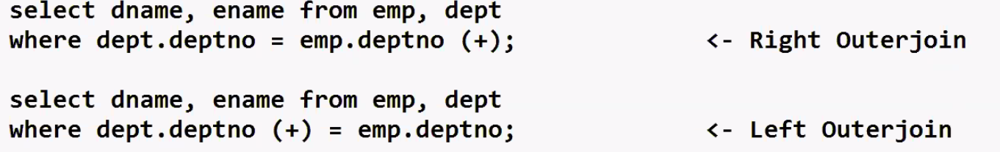 select dname, ename from emp, dept
where dept.deptno = emp.deptno (+); <- Right Outerjoin
select dname, ename from emp, dept
where dept.deptno (+) = emp.deptno; <- Left Outerjoin